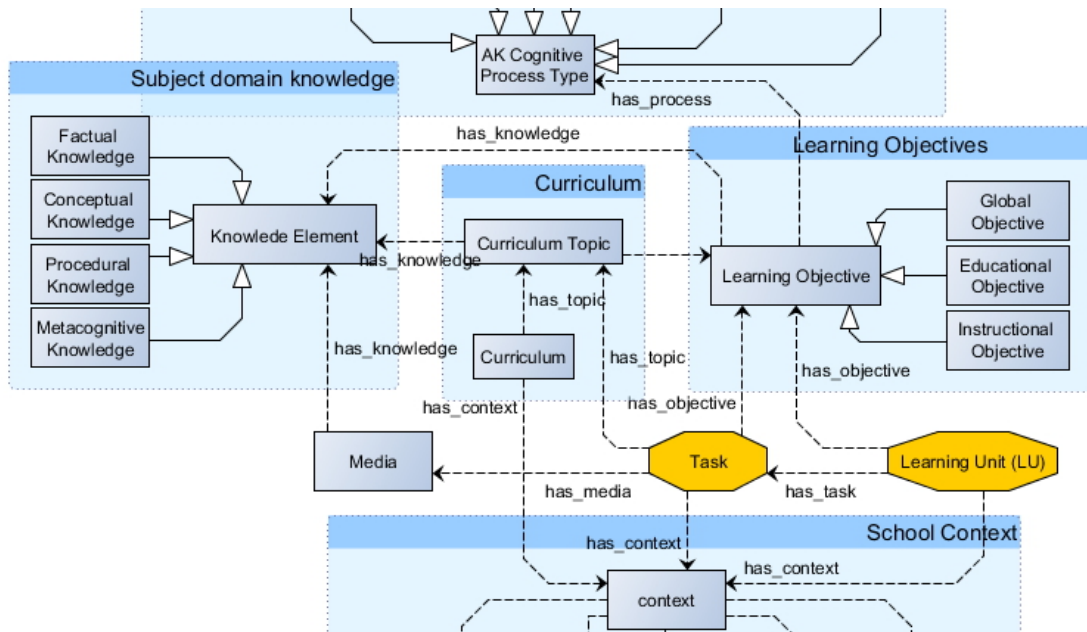 AK Cognitive
Process Type
Subject domain knowledge
has_process
Factual
Knowledge
has_knowledge
Learning Objectives
Curriculum
Conceptual
Knowledge
Global
Objective
Knowlede Element
Curriculum Topic
Procedural
Knowledge
has_knowledge
Learning Objective
Educational
Objective
has_topic
Metacognitive
Knowledge
Instructional
Objective
has_knowledge
Curriculum
has_topic
has_objective
has_context
has_objective
Media
Task
Learning Unit (LU)
has_media
has_task
School Context
has_context
has_context
context